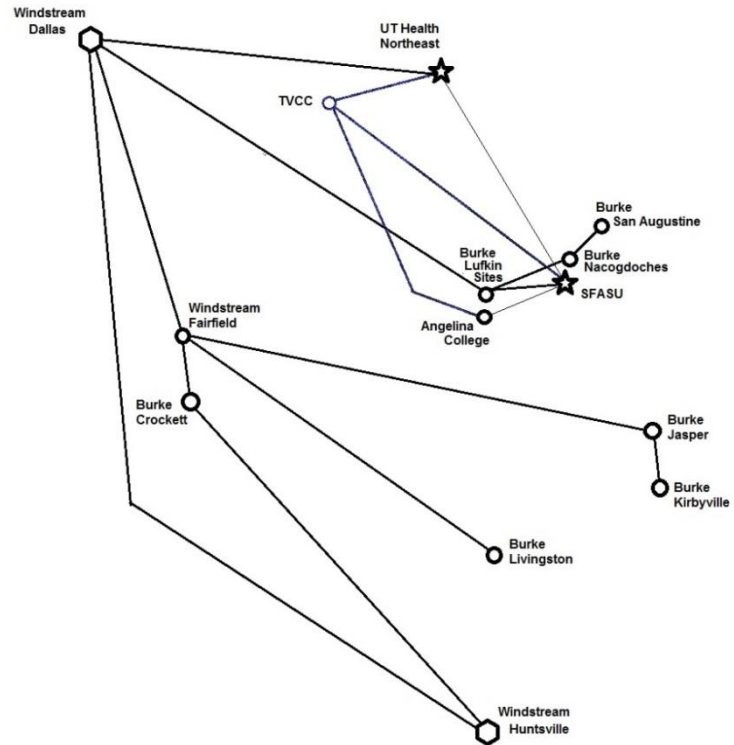 Windstream
Dallas
UT Health
Northeast
TVCC
Burke
San Augustine
Burke
Lufkin
Sites
Burke
Nacogdoches
SFASU
Windstream
Fairfield
Angelina
College
Burke
Crockett
Burke
Jasper
Burke
Kirbyville
Burke
Livingston
Windstream
Huntsville